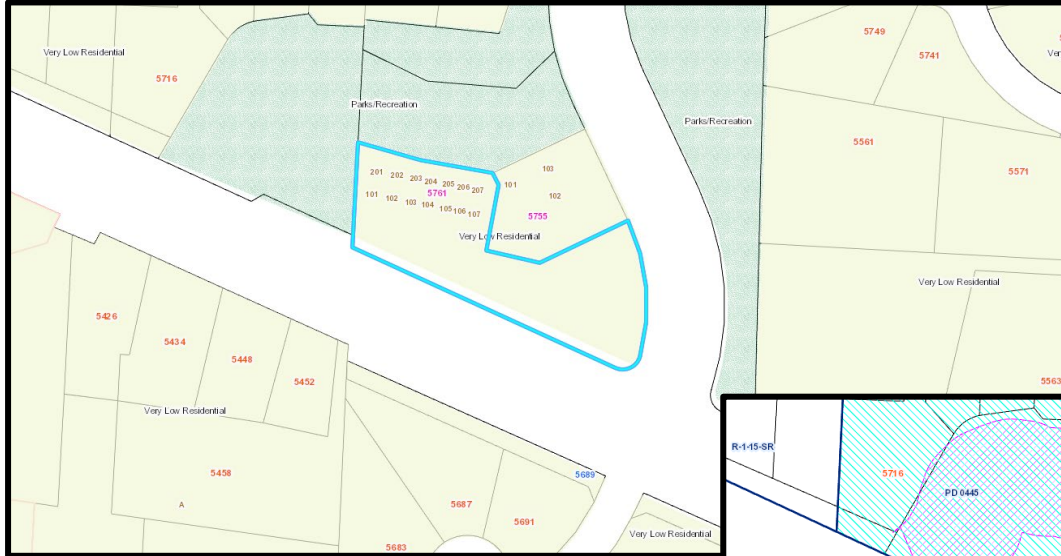 5749
5741
Very Low Residential
5716
Parks/Recreation
Parks/Recreation
5561
5571
103
201 202 203 204 205 206 207
101
5761
102
101 102 103 104 105 106 107
5755
Very Low Residential
Very Low Residential
5426
5434
5448
5452
5563
Very Low Residential
R-1-15-SR
5458
5689
5716
PD 0445
A
5687
5691
5683
Very Low Residential